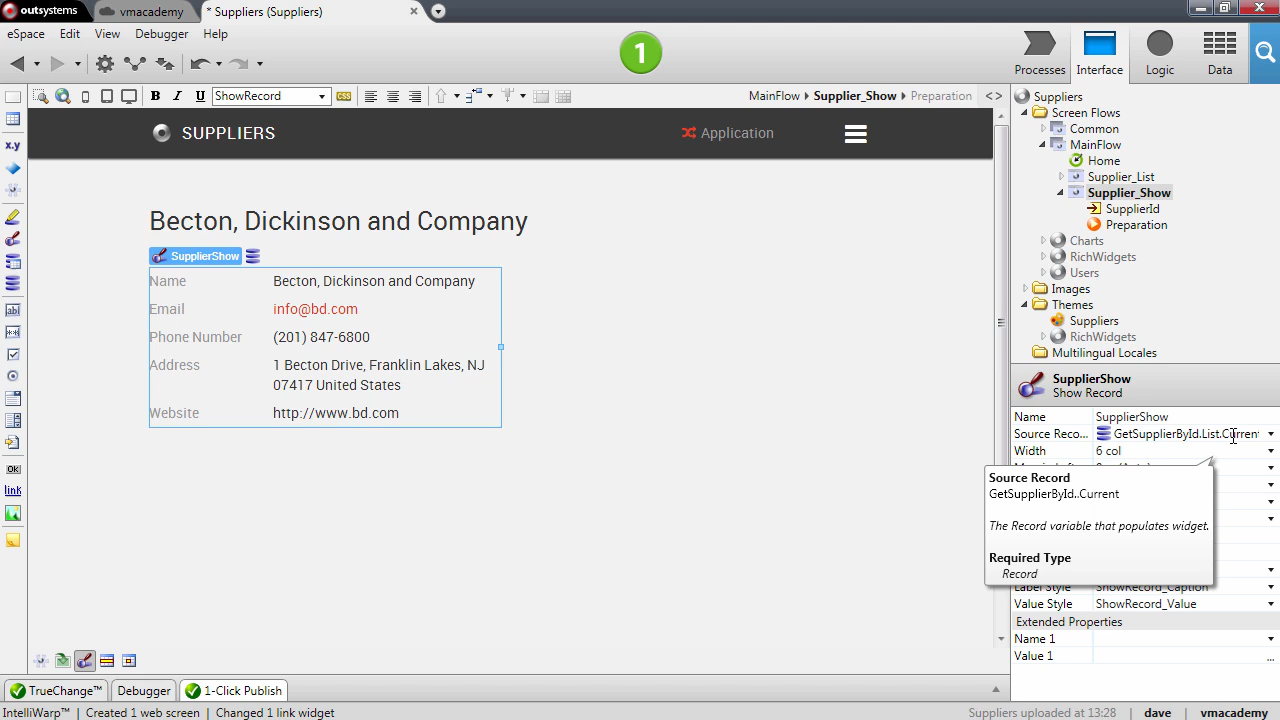 outsystems
vmacademy
* Suppliers (Suppliers)
eSpace Edit View Debugger Help
1
Processes Interface Logic Data
B I U ShowRecord
CSS
MainFlow Supplier_Show Preparation
<>
SUPPLIERS
Application
Becton, Dickinson and Company
SupplierShow
Name Becton, Dickinson and Company
Email info@bd.com
Phone Number (201) 847-6800
Address 1 Becton Drive, Franklin Lakes, NJ
07417 United States
Website http://www.bd.com
x.y
ab|
Ok
link
Suppliers
Screen Flows
Common
MainFlow
Home
Supplier_List
Supplier_Show
SupplierId
Preparation
Charts
RichWidgets
Users
Images
Themes
Suppliers
RichWidgets
Multilingual Locales
SupplierShow
Show Record
Name SupplierShow
Source Reco... GetSupplierById.List.Current
Width 6 col
Source Record
GetSupplierById..Current
The Record variable that populates widget.
Required Type
Record
Label Style ShowRecord_Caption
Value Style ShowRecord_Value
Extended Properties
Name 1
Value 1 ...
TrueChange™ Debugger 1-Click Publish
IntelliWarp™ Created 1 web screen Changed 1 link widget
Suppliers uploaded at 13:28 dave vmacademy